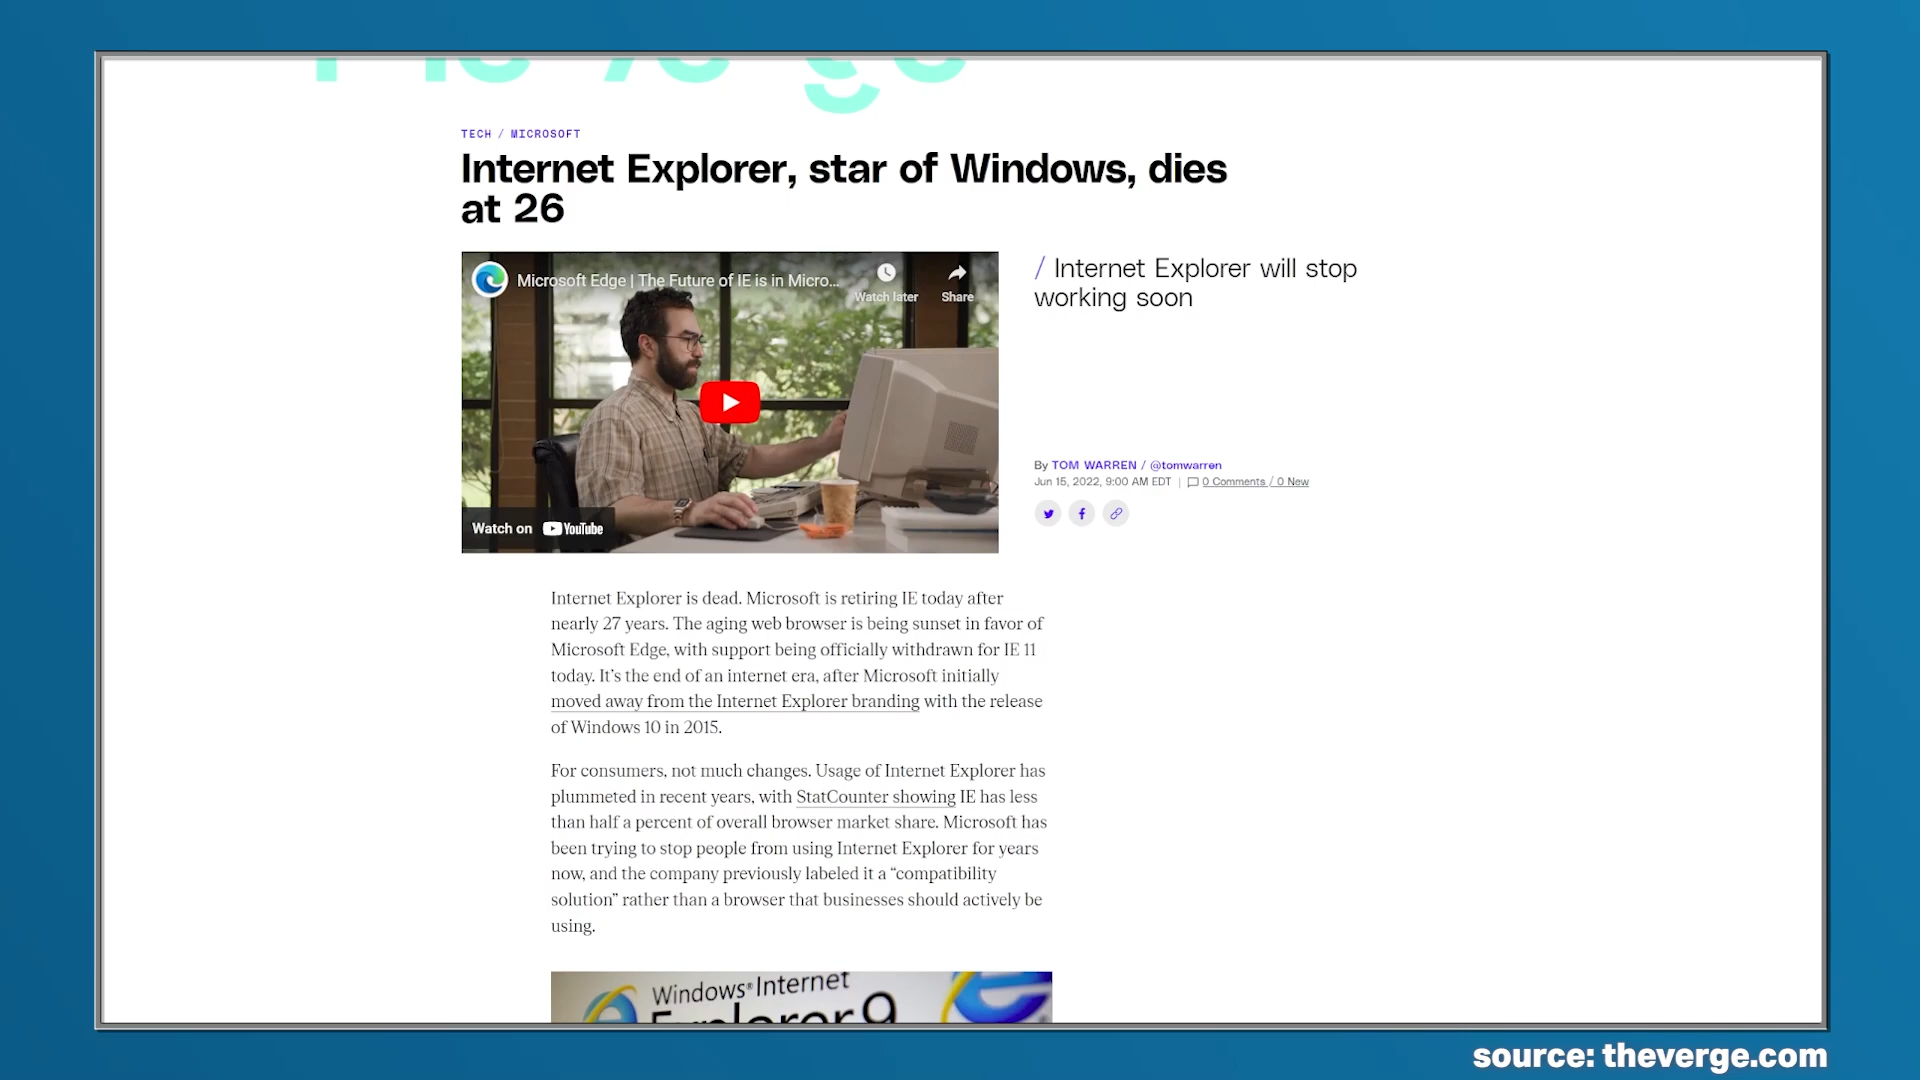 TECH / MICROSOFT
Internet Explorer, star of Windows, dies
at 26
Microsoft Edge | The Future of IE is in Micro...
Watch later
Share
Watch on YouTube
/ Internet Explorer will stop
working soon
By TOM WARREN / @tomwarren
Jun 15, 2022, 9:00 AM EDT | 0 Comments / 0 New
Internet Explorer is dead. Microsoft is retiring IE today after
nearly 27 years. The aging web browser is being sunset in favor of
Microsoft Edge, with support being officially withdrawn for IE 11
today. It’s the end of an internet era, after Microsoft initially
moved away from the Internet Explorer branding with the release
of Windows 10 in 2015.
For consumers, not much changes. Usage of Internet Explorer has
plummeted in recent years, with StatCounter showing IE has less
than half a percent of overall browser market share. Microsoft has
been trying to stop people from using Internet Explorer for years
now, and the company previously labeled it a “compatibility
solution” rather than a browser that businesses should actively be
using.
Windows® Internet
Explorer 9
source: theverge.com